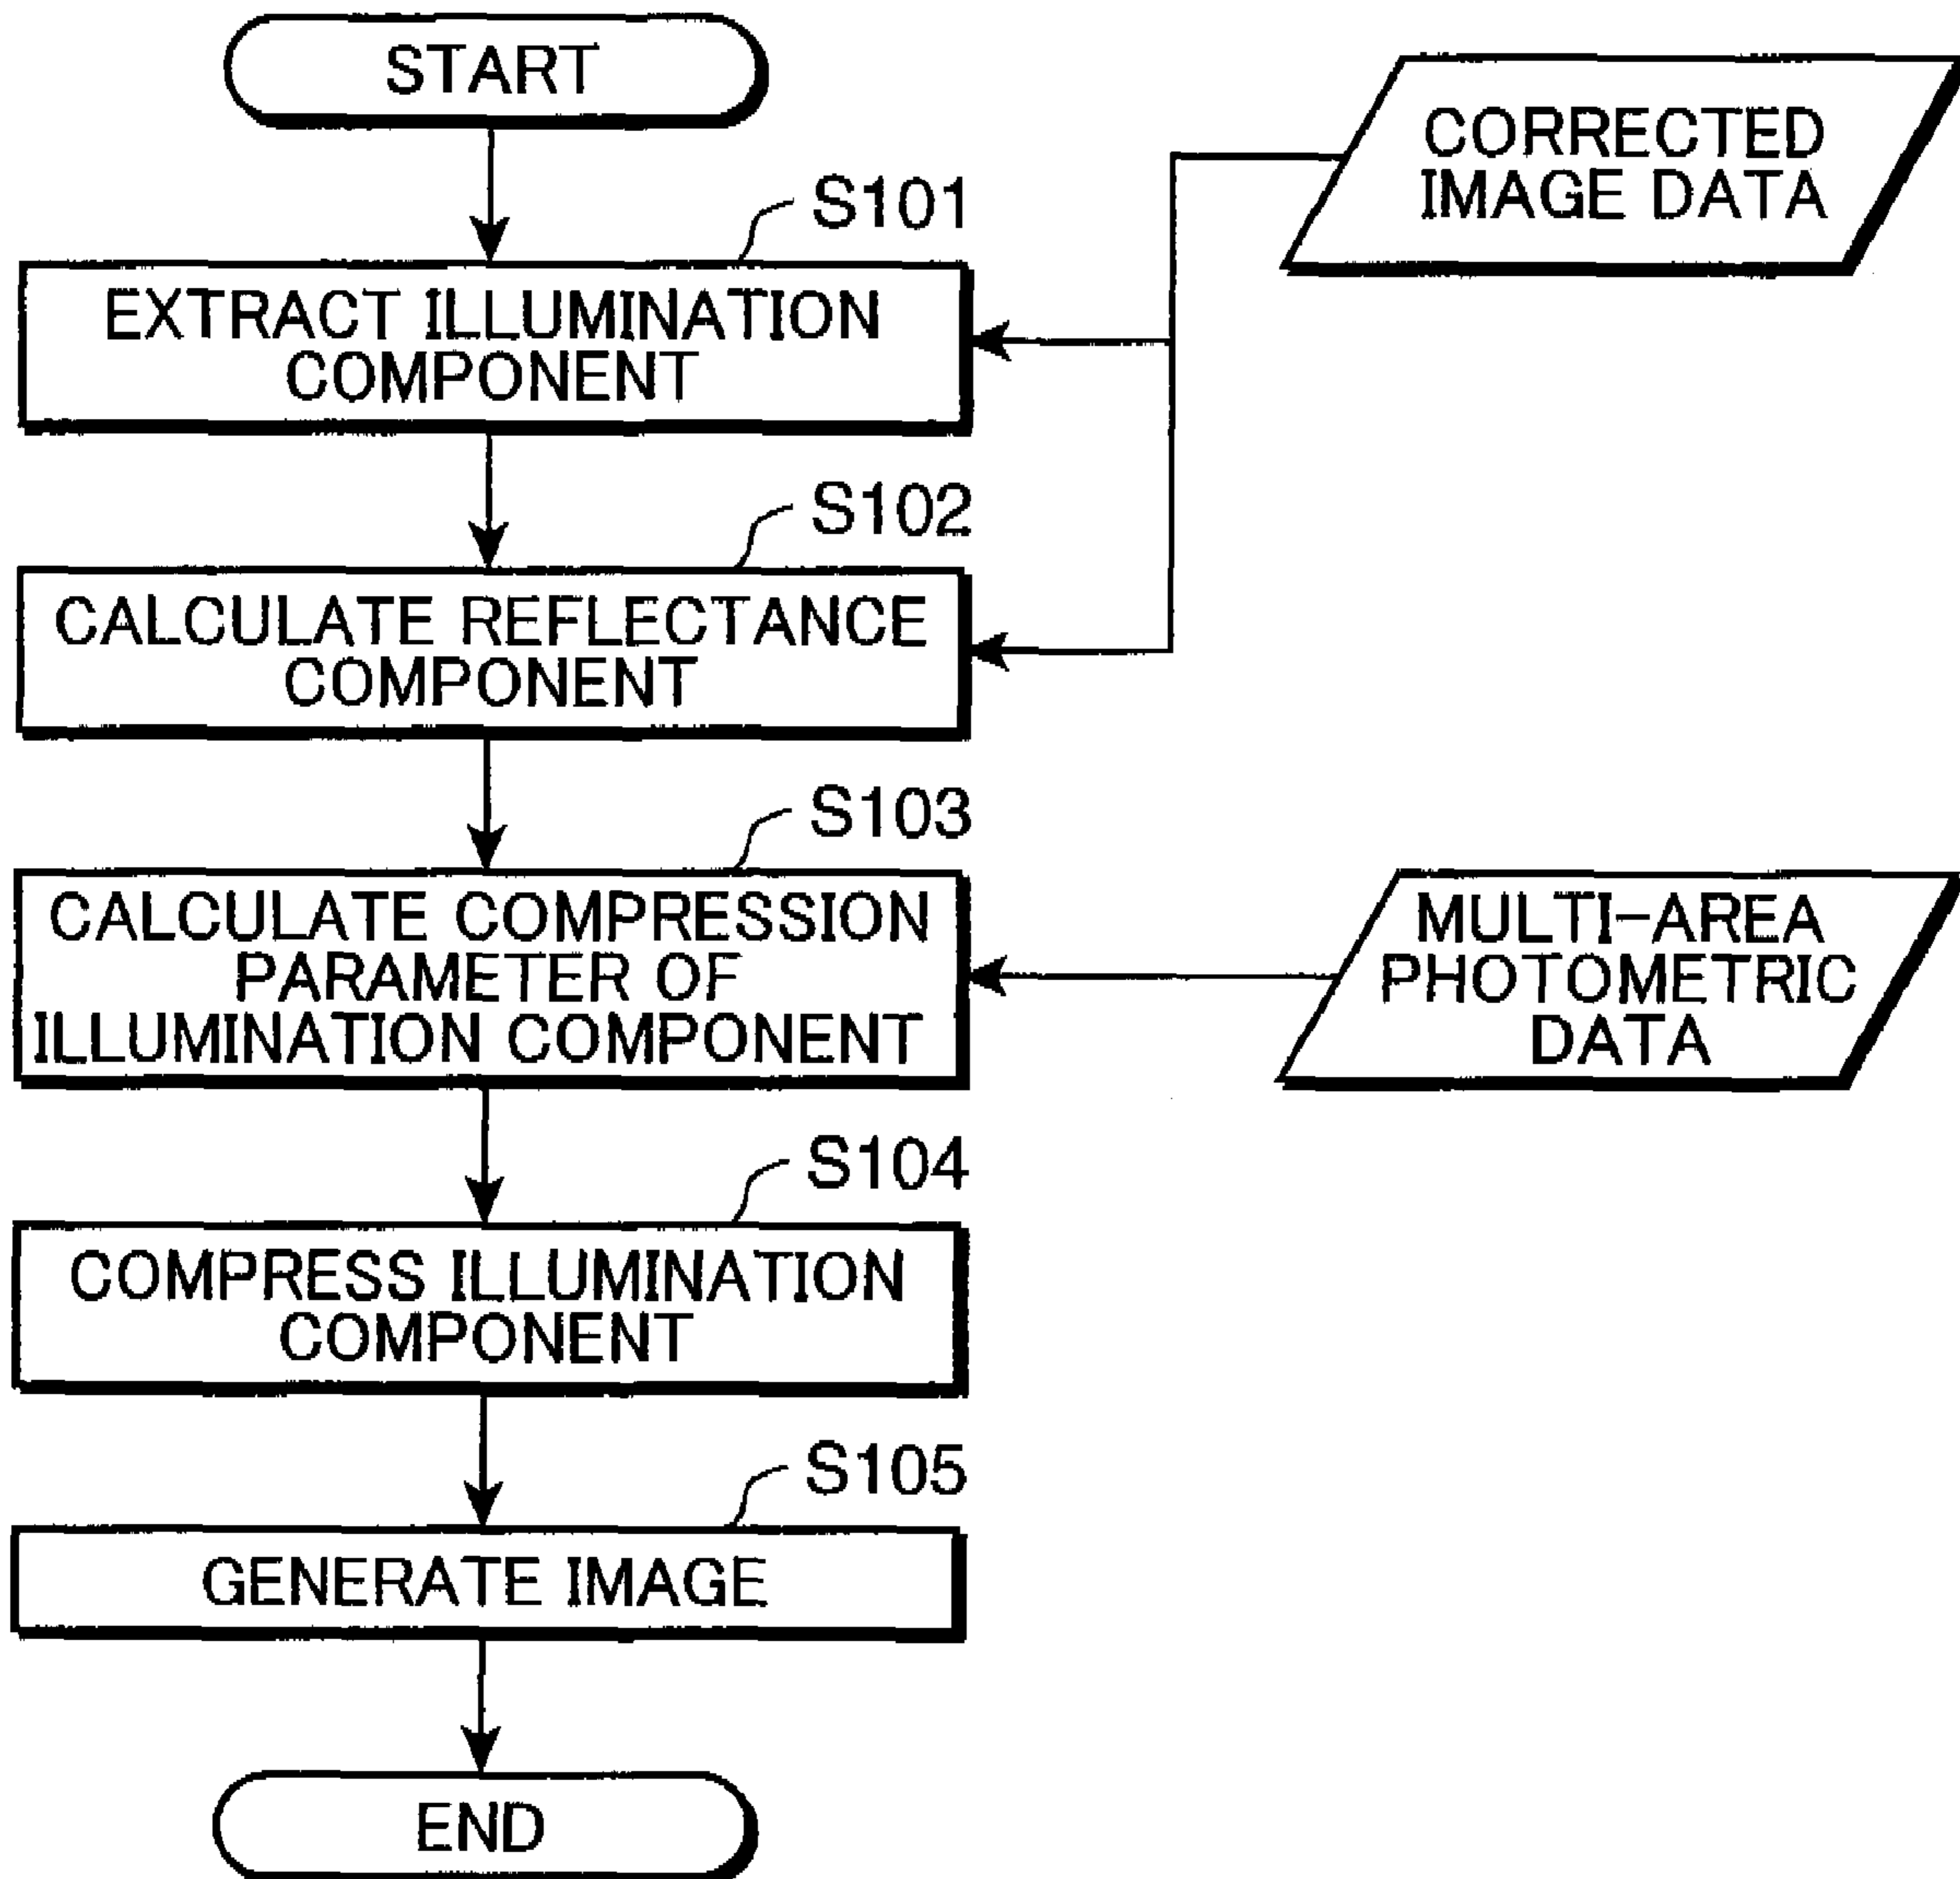 START
CORRECTED
IMAGE DATA
S101
EXTRACT ILLUMINATION
COMPONENT
S102
CALCULATE REFLECTANCE
COMPONENT
S103
CALCULATE COMPRESSION
PARAMETER OF
ILLUMINATION COMPONENT
MULTI-AREA
PHOTOMETRIC
DATA
S104
COMPRESS ILLUMINATION
COMPONENT
S105
GENERATE IMAGE
END